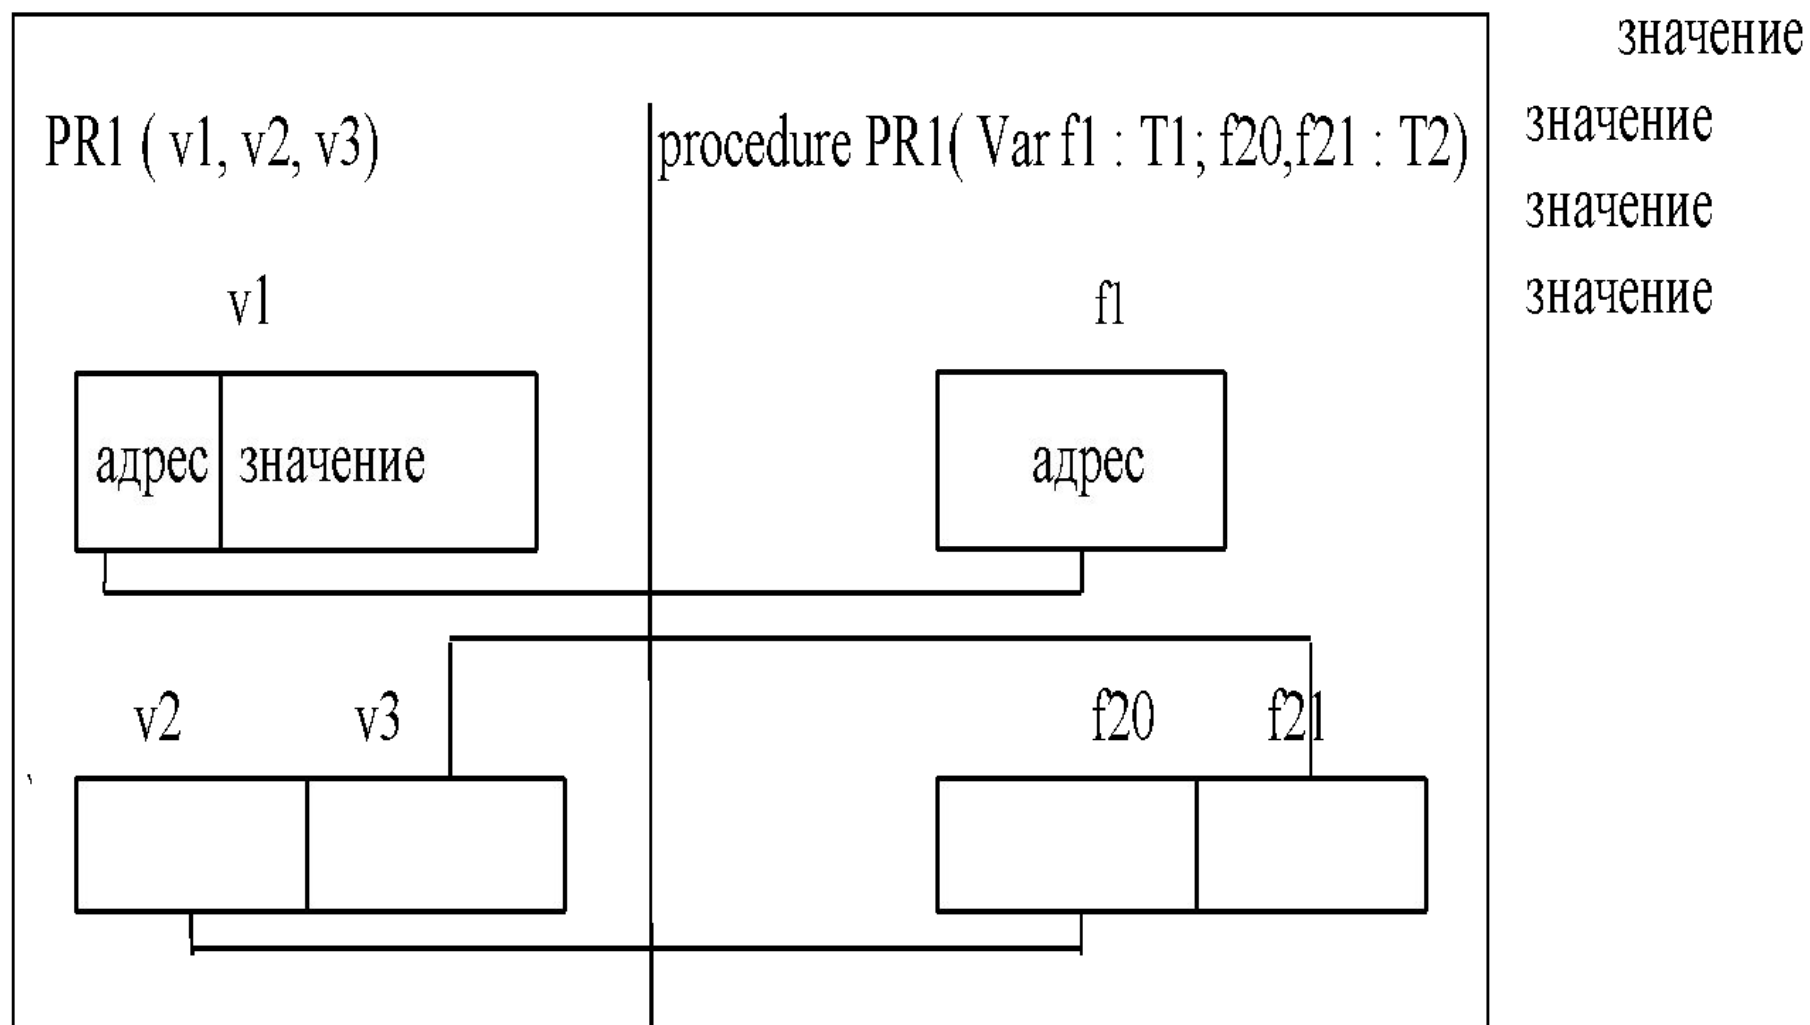 значение
PR1 ( v1, v2, v3)
procedure PR1( Var f1 : T1; f20,f21 : T2)
значение
значение
значение
v1
f1
адрес
значение
адрес
v2
v3
f20
f21